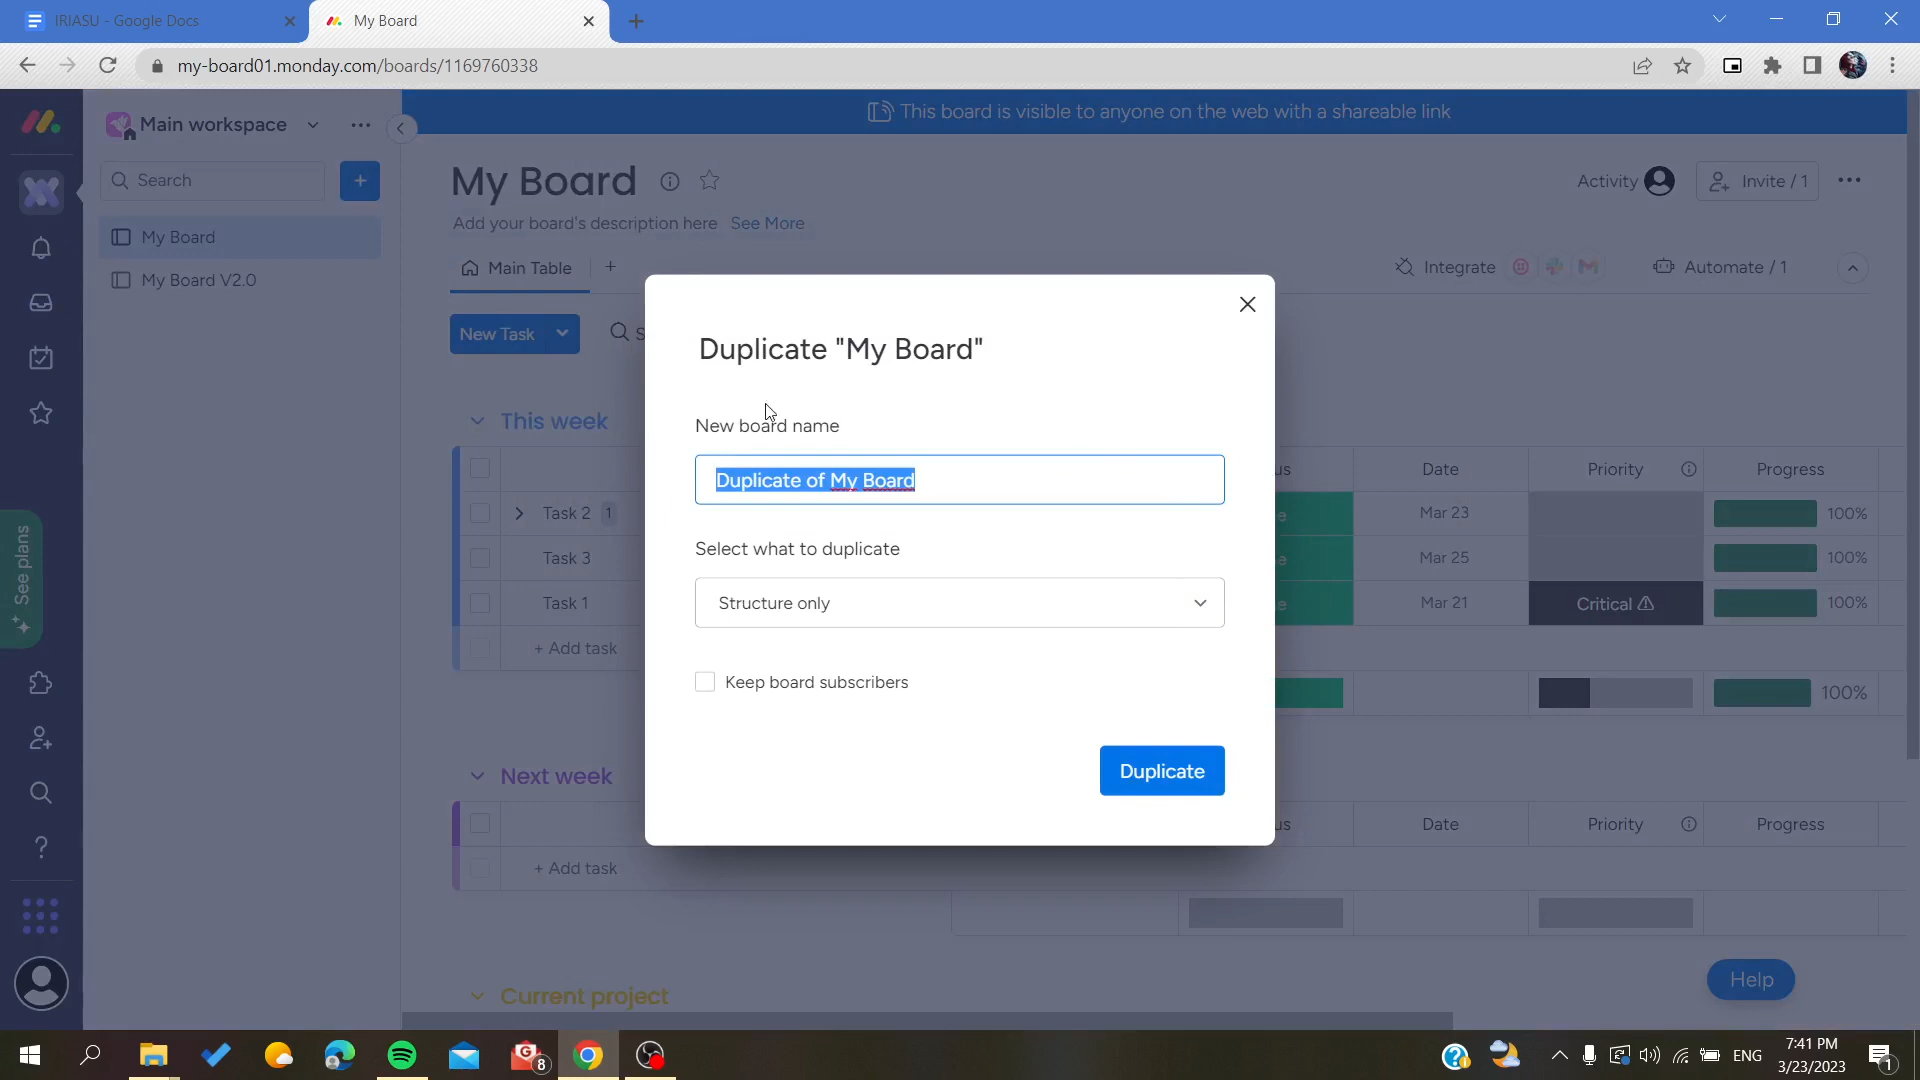 IRIASU - Google Docs
My Board
my-board01.monday.com/boards/1169760338
Main workspace
This board is visible to anyone on the web with a shareable link
Search
My Board
My Board V2.0
My Board
Activity
Invite / 1
Add your board's description here See More
Main Table
Integrate
Automate / 1
New Task
Duplicate "My Board"
New board name
Duplicate of My Board
Select what to duplicate
Structure only
Keep board subscribers
Duplicate
This week
Date Priority Progress
Task 2 1 Mar 23 100%
Task 3 Mar 25 100%
Task 1 Mar 21 Critical 100%
+ Add task
100%
Next week
Date Priority Progress
+ Add task
Current project
See plans
Help
8
ENG
7:41 PM
3/23/2023
1